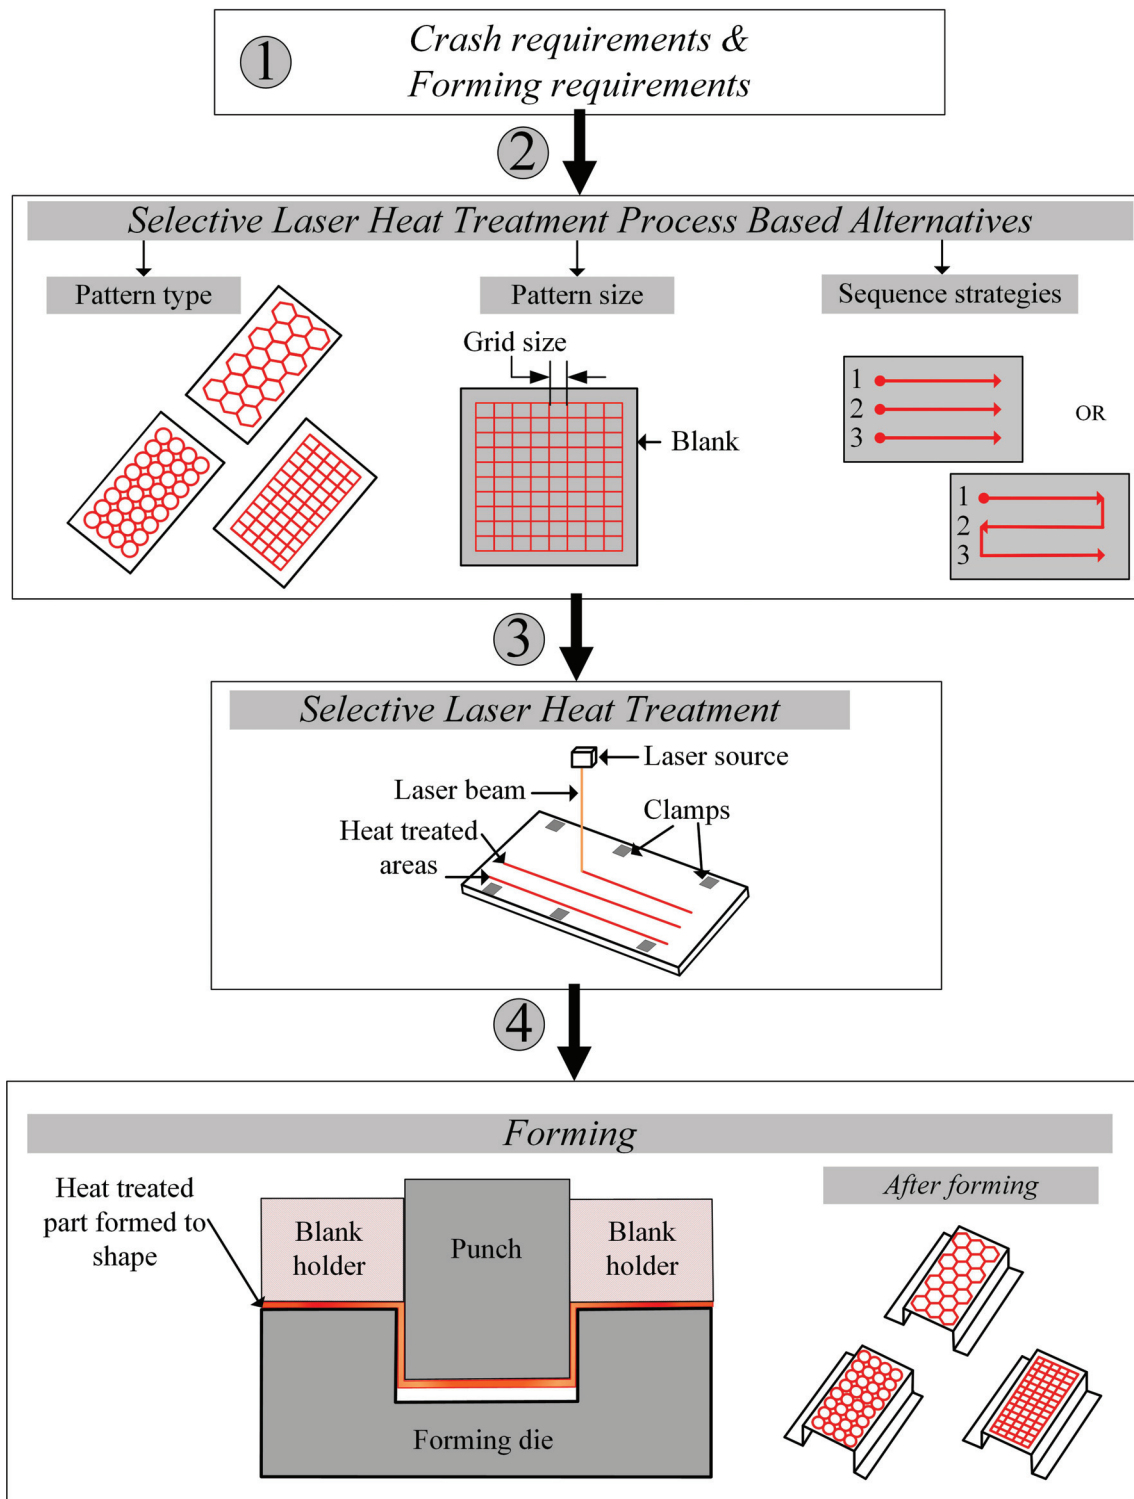 1
Crash requirements &
Forming requirements
2
Selective Laser Heat Treatment Process Based Alternatives
Pattern type
Pattern size
Sequence strategies
Grid size
Blank
1
2
3
OR
1
2
3
3
Selective Laser Heat Treatment
Laser source
Laser beam
Clamps
Heat treated
areas
4
Forming
After forming
Heat treated
part formed to
shape
Blank
holder
Punch
Blank
holder
Forming die